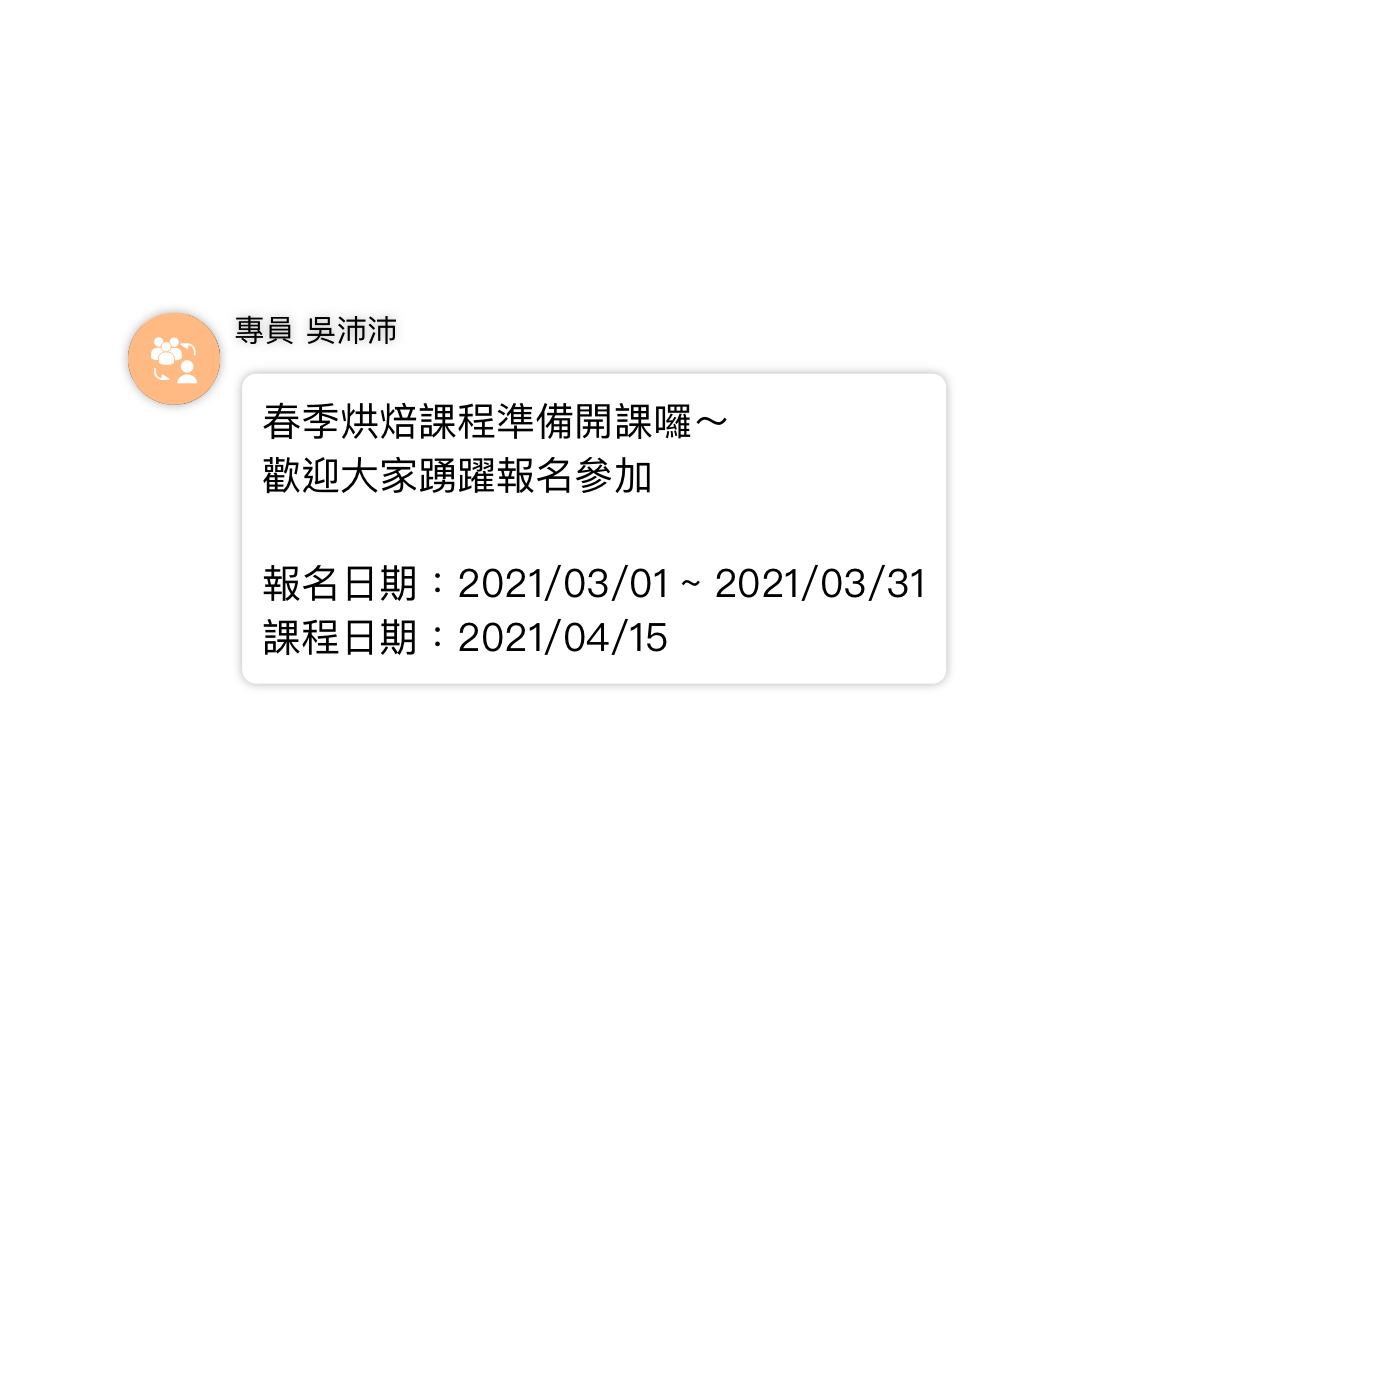 專員 吳沛沛
春季烘焙課程準備開課囉～
歡迎大家踴躍報名參加
報名日期：2021/03/01 ~ 2021/03/31
課程日期：2021/04/15